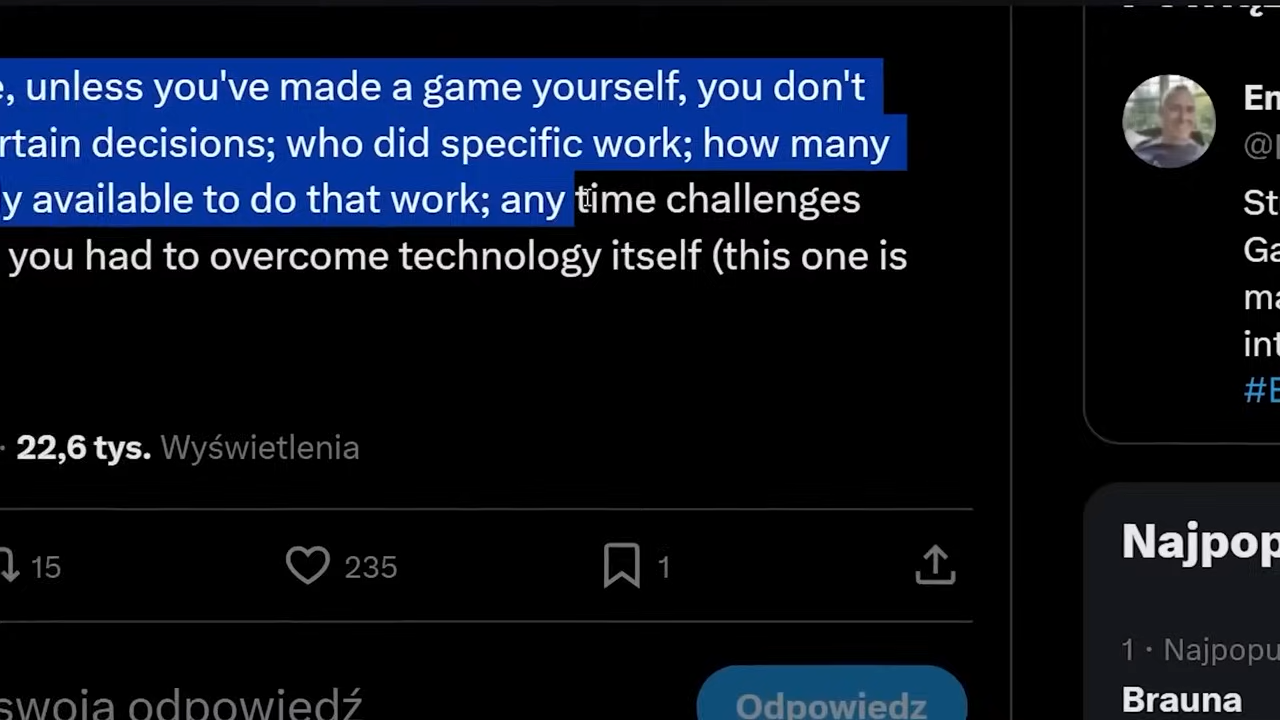 e, unless you've made a game yourself, you don't
rtain decisions; who did specific work; how many
y available to do that work; any time challenges
you had to overcome technology itself (this one is
· 22,6 tys. Wyświetlenia
15
235
1
swoją odpowiedź
Odpowiedz
En
@
St
Ga
ma
int
#E
Najpop
1 · Najpopu
Brauna